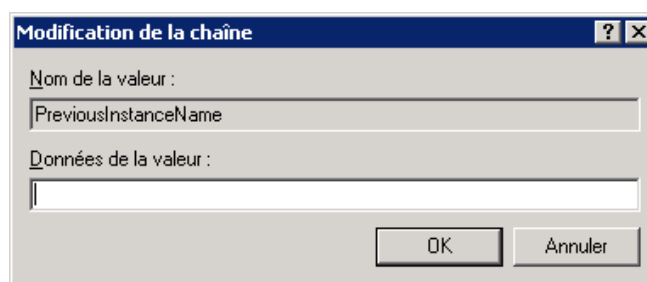 Modification de la chaîne
Nom de la valeur :
PreviousInstanceName
Données de la valeur :
OK
Annuler